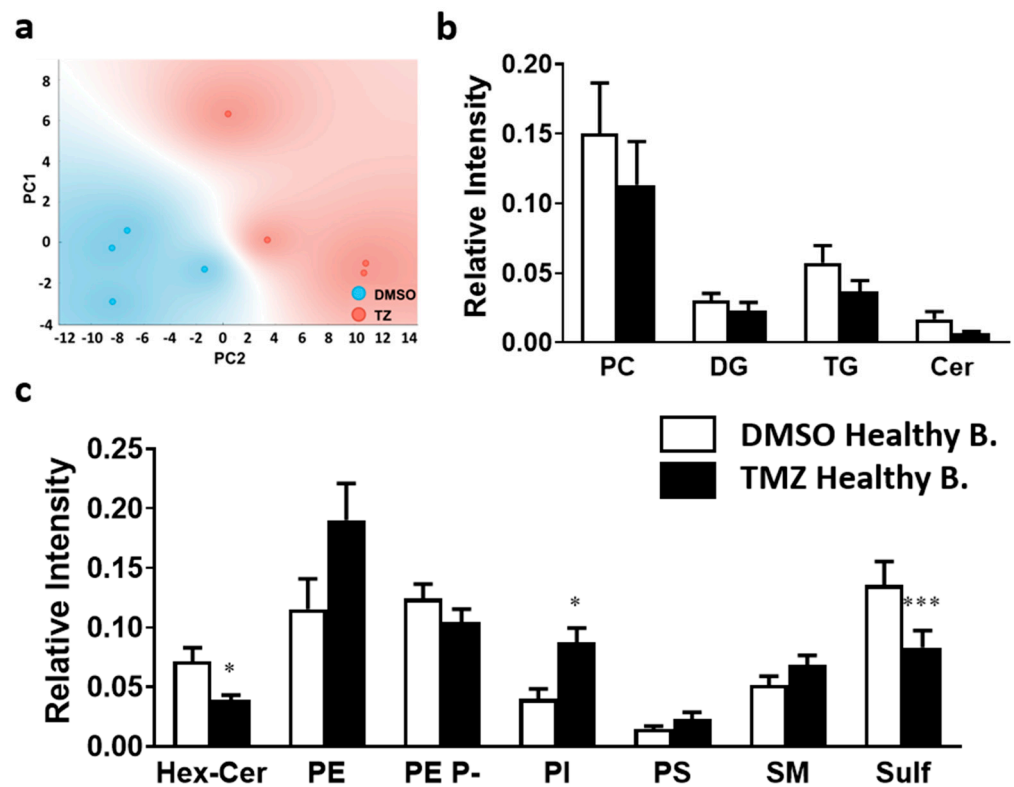 a
8
6
4
2
0
-2
-4
PC1
-12 -10 -8 -6 -4 -2 0 2 4 6 8 10 12 14
PC2
DMSO
TZ
b
0.20
0.15
0.10
0.05
0.00
Relative Intensity
PC DG TG Cer
c
DMSO Healthy B.
TMZ Healthy B.
0.25
0.20
0.15
0.10
0.05
0.00
Relative Intensity
*
*
***
Hex-Cer PE PE P- PI PS SM Sulf